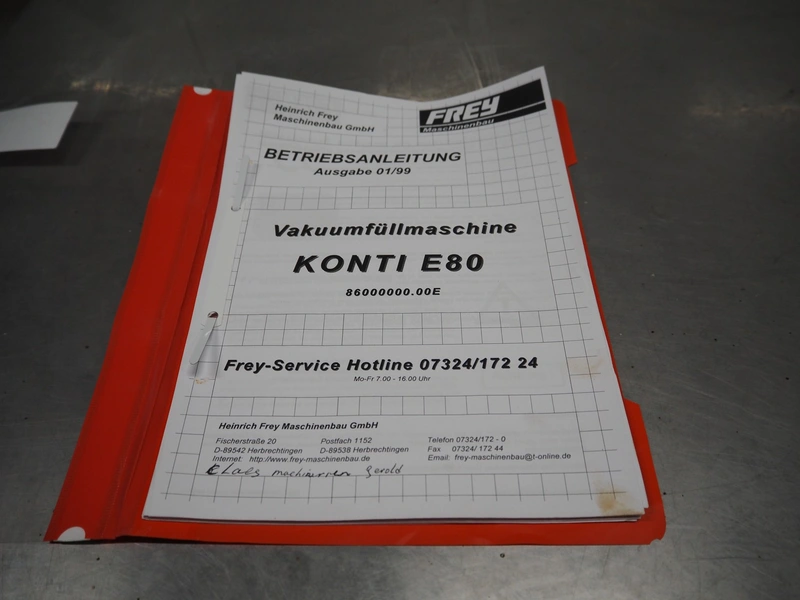 Heinrich Frey
Maschinenbau GmbH
FREY
Maschinenbau
BETRIEBSANLEITUNG
Ausgabe 01/99
Vakuumfüllmaschine
KONTI E80
86000000.00E
Frey-Service Hotline 07324/172 24
Mo-Fr 7.00 - 16.00 Uhr
Heinrich Frey Maschinenbau GmbH
Fischerstraße 20 Postfach 1152 Telefon 07324/172 - 0
D-89542 Herbrechtingen D-89538 Herbrechtingen Fax 07324/ 172 44
Internet: http://www.frey-maschinenbau.de Email: frey-maschinenbau@t-online.de